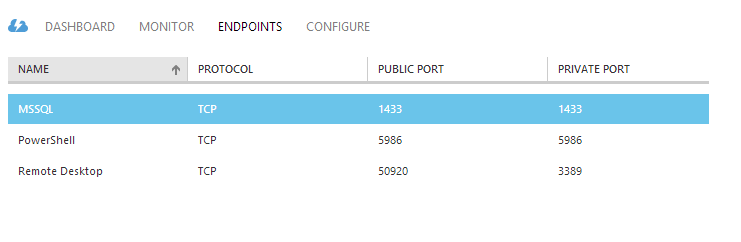 DASHBOARD MONITOR ENDPOINTS CONFIGURE
NAME PROTOCOL PUBLIC PORT PRIVATE PORT
MSSQL TCP 1433 1433
PowerShell TCP 5986 5986
Remote Desktop TCP 50920 3389